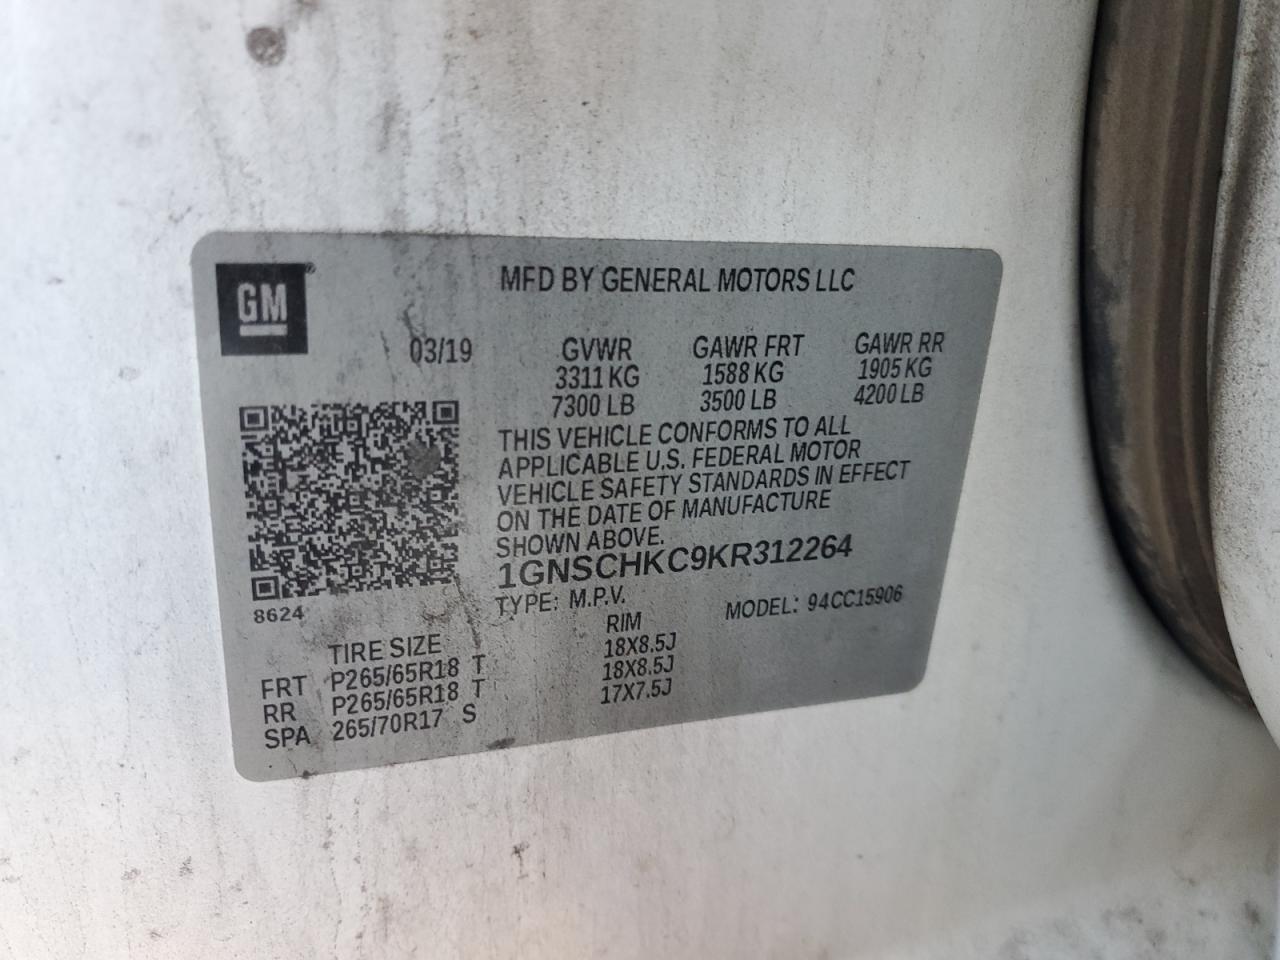 GM®
MFD BY GENERAL MOTORS LLC
03/19 GVWR GAWR FRT GAWR RR
3311 KG 1588 KG 1905 KG
7300 LB 3500 LB 4200 LB
THIS VEHICLE CONFORMS TO ALL
APPLICABLE U.S. FEDERAL MOTOR
VEHICLE SAFETY STANDARDS IN EFFECT
ON THE DATE OF MANUFACTURE
SHOWN ABOVE.
1GNSCHKC9KR312264
TYPE: M.P.V. MODEL: 94CC15906
8624
TIRE SIZE RIM
FRT P265/65R18 T 18X8.5J
RR P265/65R18 T 18X8.5J
SPA 265/70R17 S 17X7.5J